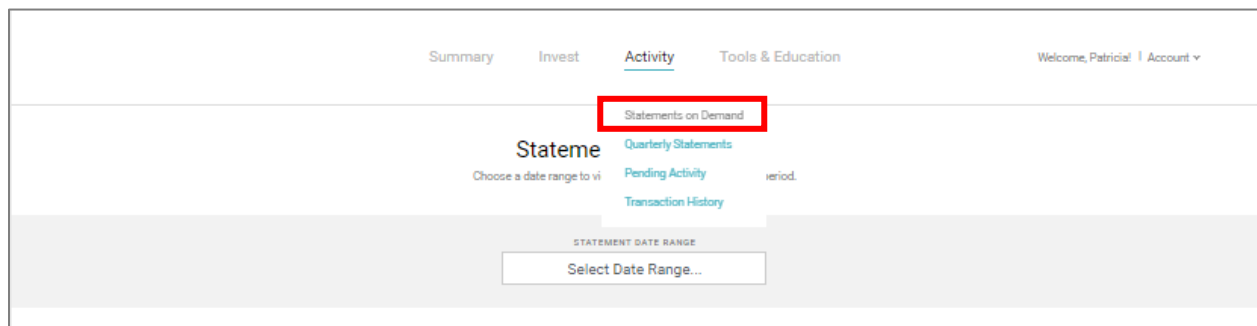 Summary Invest Activity Tools & Education Welcome, Patricia! | Account
Statements on Demand
Quarterly Statements
Pending Activity
Transaction History
Stateme
Choose a date range to vi eriod.
STATEMENT DATE RANGE
Select Date Range...